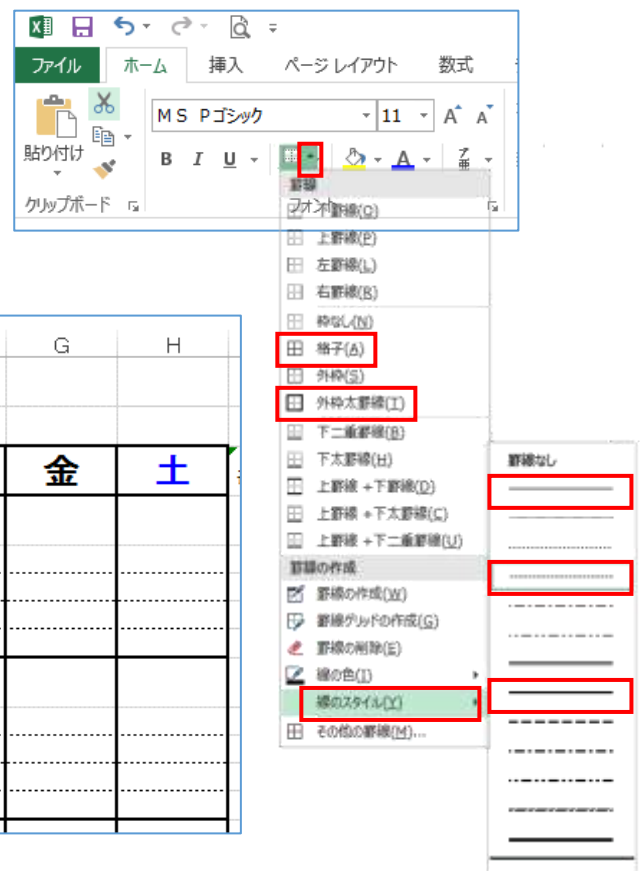 ファイル ホーム 挿入 ページ レイアウト 数式
ＭＳ Ｐゴシック 11 A A
貼り付け B I U A 亜
クリップボード フォント
罫線
下罫線(O)
上罫線(P)
左罫線(L)
右罫線(R)
枠なし(N)
格子(A)
外枠(S)
外枠太罫線(T)
下二重罫線(B)
下太罫線(H)
上罫線 + 下罫線(D)
上罫線 + 下太罫線(C)
上罫線 + 下二重罫線(U)
罫線の作成
罫線の作成(W)
罫線グリッドの作成(G)
罫線の削除(E)
線の色(I)
線のスタイル(Y)
その他の罫線(M)...
罫線なし
G H
金 土